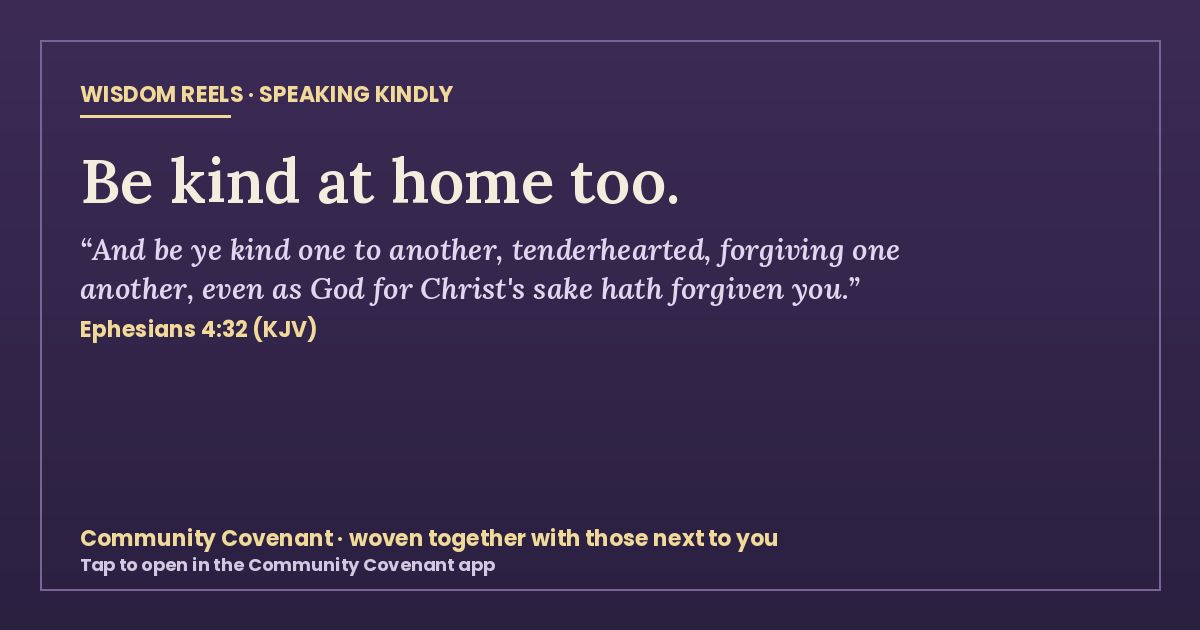 WISDOM REELS · SPEAKING KINDLY
Be kind at home too.
“And be ye kind one to another, tenderhearted, forgiving one
another, even as God for Christ's sake hath forgiven you.”
Ephesians 4:32 (KJV)
Community Covenant · woven together with those next to you
Tap to open in the Community Covenant app